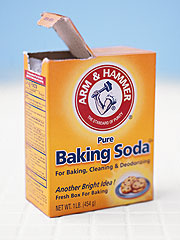 ARM & HAMMER
THE STANDARD OF PURITY
Pure
Baking Soda
For Baking, Cleaning & Deodorizing
Another Bright Idea!
Fresh Box For Baking
NET WT. 1 LB. (454 g)